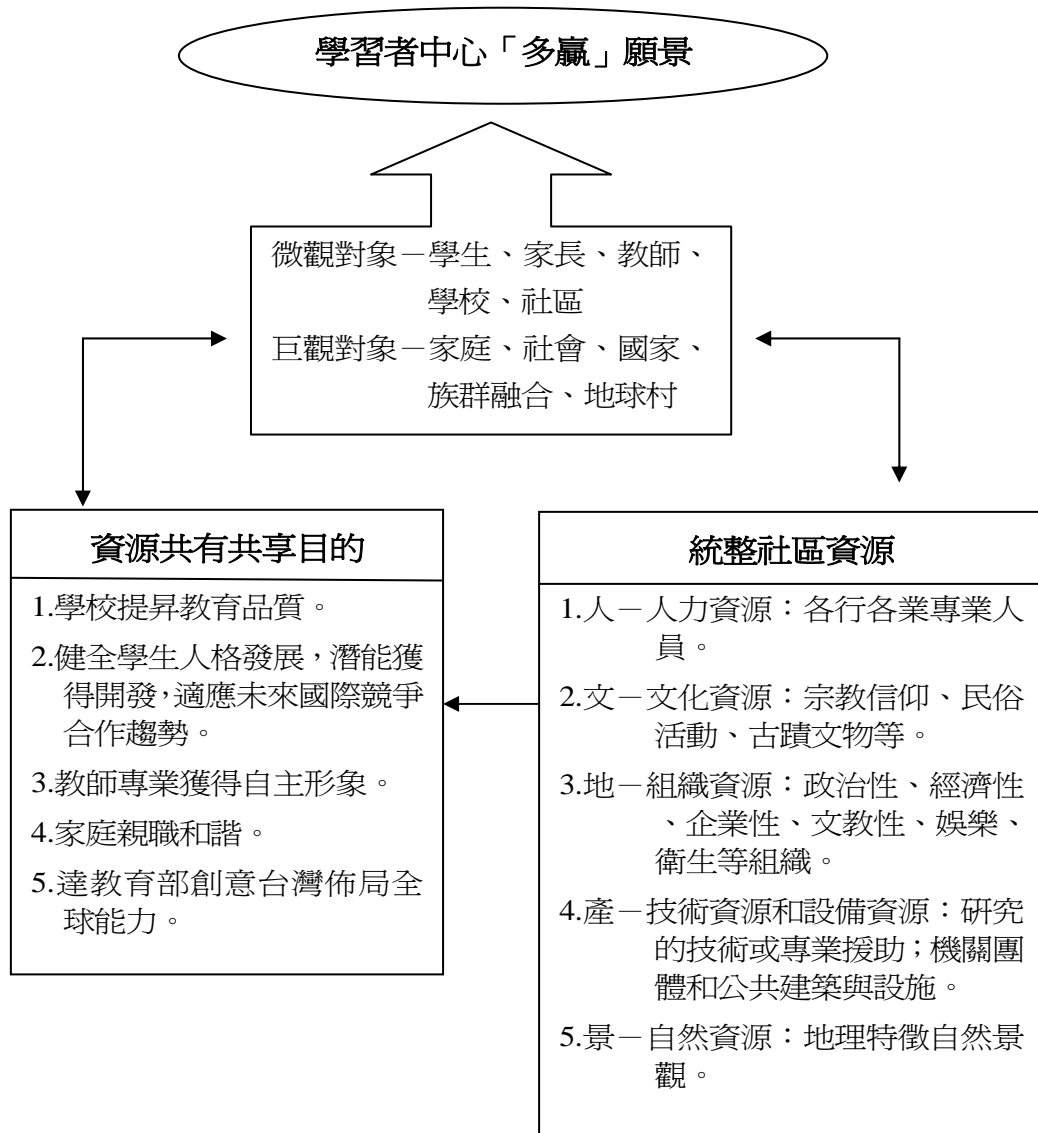 學習者中心「多贏」願景
微觀對象－學生、家長、教師、
學校、社區
巨觀對象－家庭、社會、國家、
族群融合、地球村
資源共有共享目的
1.學校提昇教育品質。
2.健全學生人格發展，潛能獲
得開發，適應未來國際競爭
合作趨勢。
3.教師專業獲得自主形象。
4.家庭親職和諧。
5.達教育部創意台灣佈局全
球能力。
統整社區資源
1.人－人力資源：各行各業專業人
員。
2.文－文化資源：宗教信仰、民俗
活動、古蹟文物等。
3.地－組織資源：政治性、經濟性
、企業性、文教性、娛樂、
衛生等組織。
4.產－技術資源和設備資源：研究
的技術或專業援助；機關團
體和公共建築與設施。
5.景－自然資源：地理特徵自然景
觀。